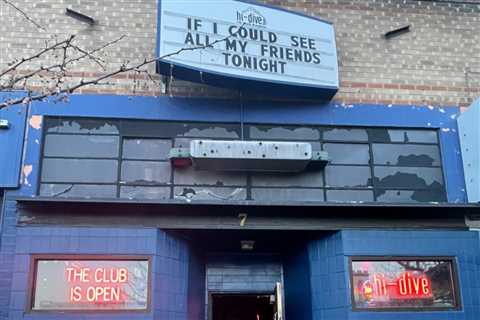 hi-dive
IF I COULD SEE
ALL MY FRIENDS
TONIGHT
7
THE CLUB
IS OPEN
hi-dive